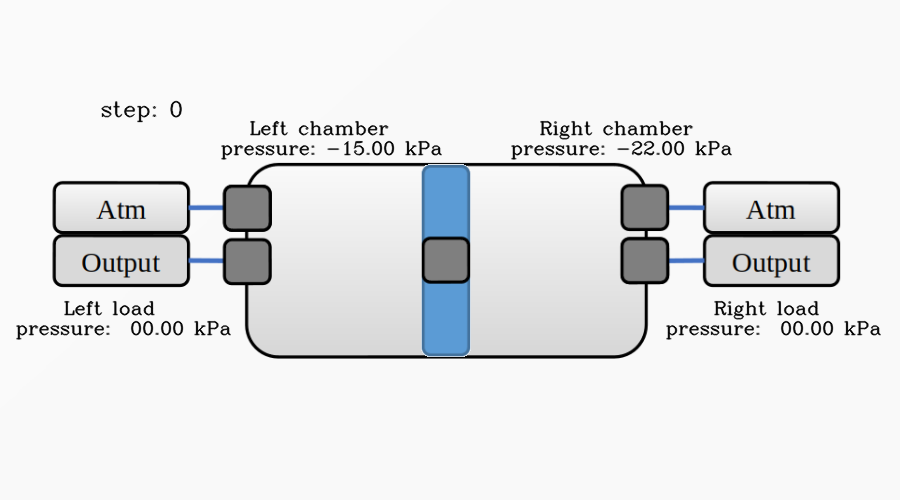 step: 0
Left chamber
pressure: −15.00 kPa
Right chamber
pressure: −22.00 kPa
Atm
Output
Left load
pressure:  00.00 kPa
Atm
Output
Right load
pressure:  00.00 kPa